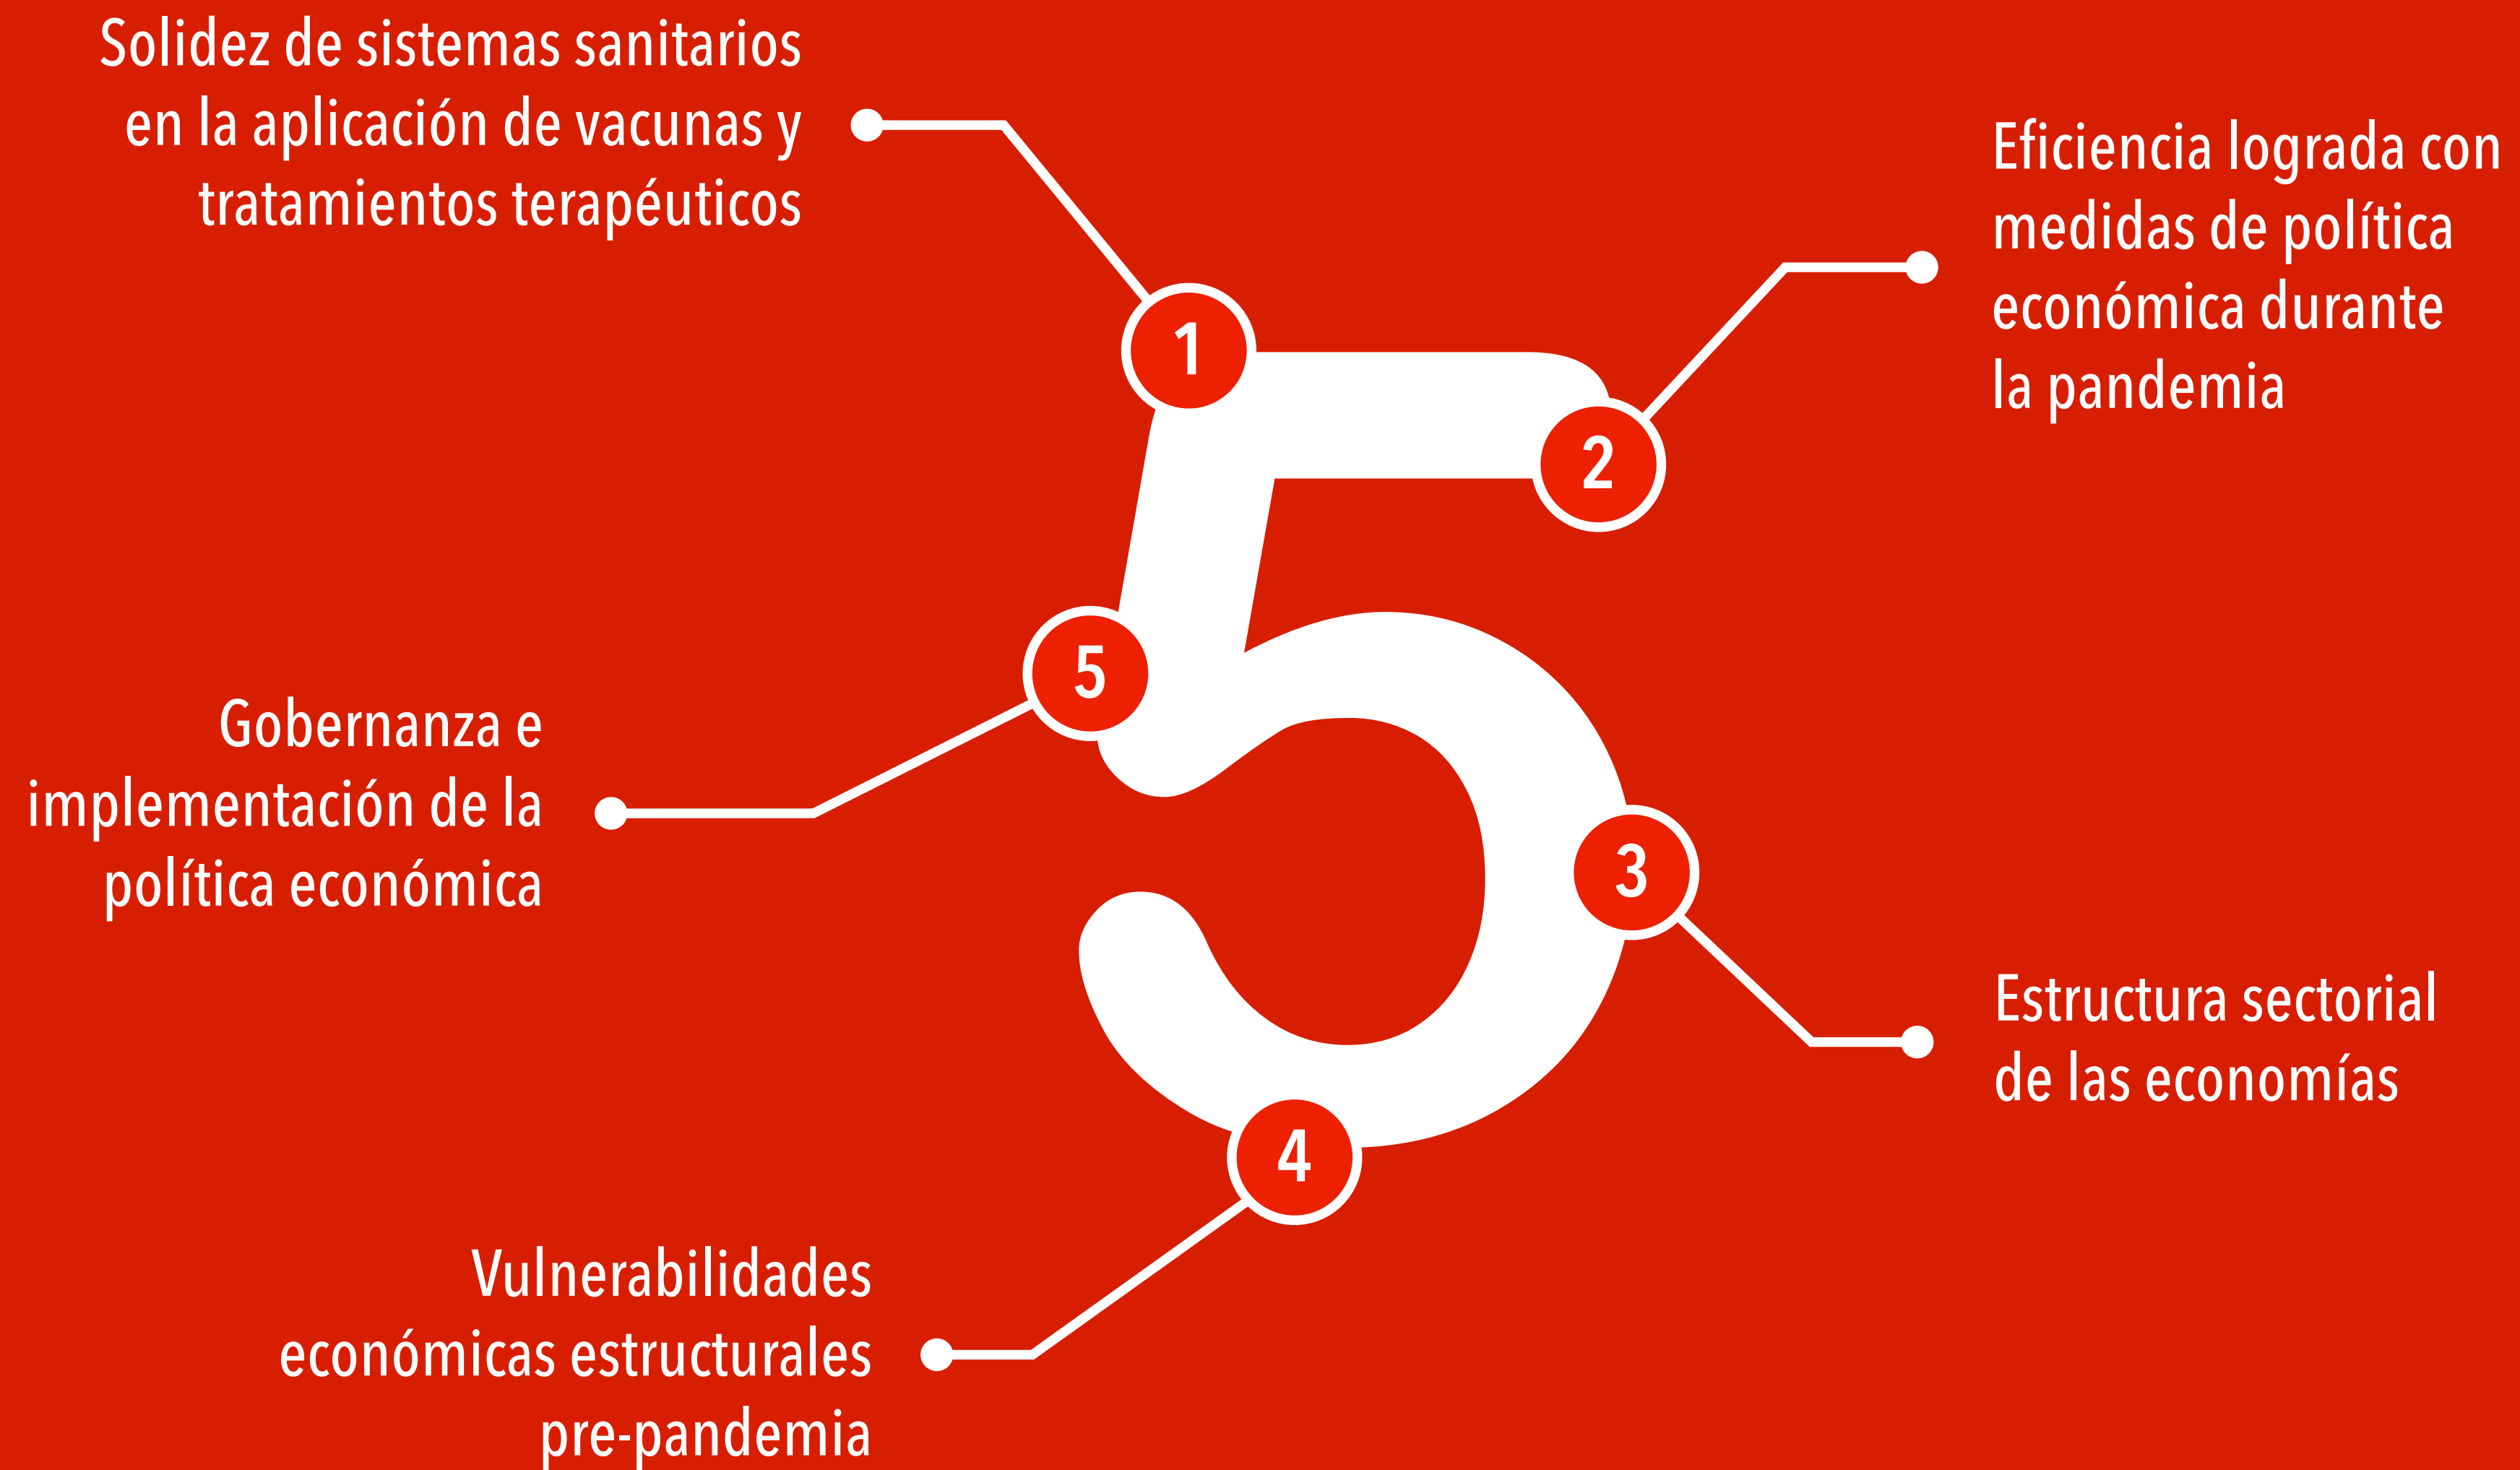 Solidez de sistemas sanitarios
en la aplicación de vacunas y
tratamientos terapéuticos
1
Eficiencia lograda con
medidas de política
económica durante
la pandemia
2
5
Gobernanza e
implementación de la
política económica
3
Estructura sectorial
de las economías
4
Vulnerabilidades
económicas estructurales
pre-pandemia
5